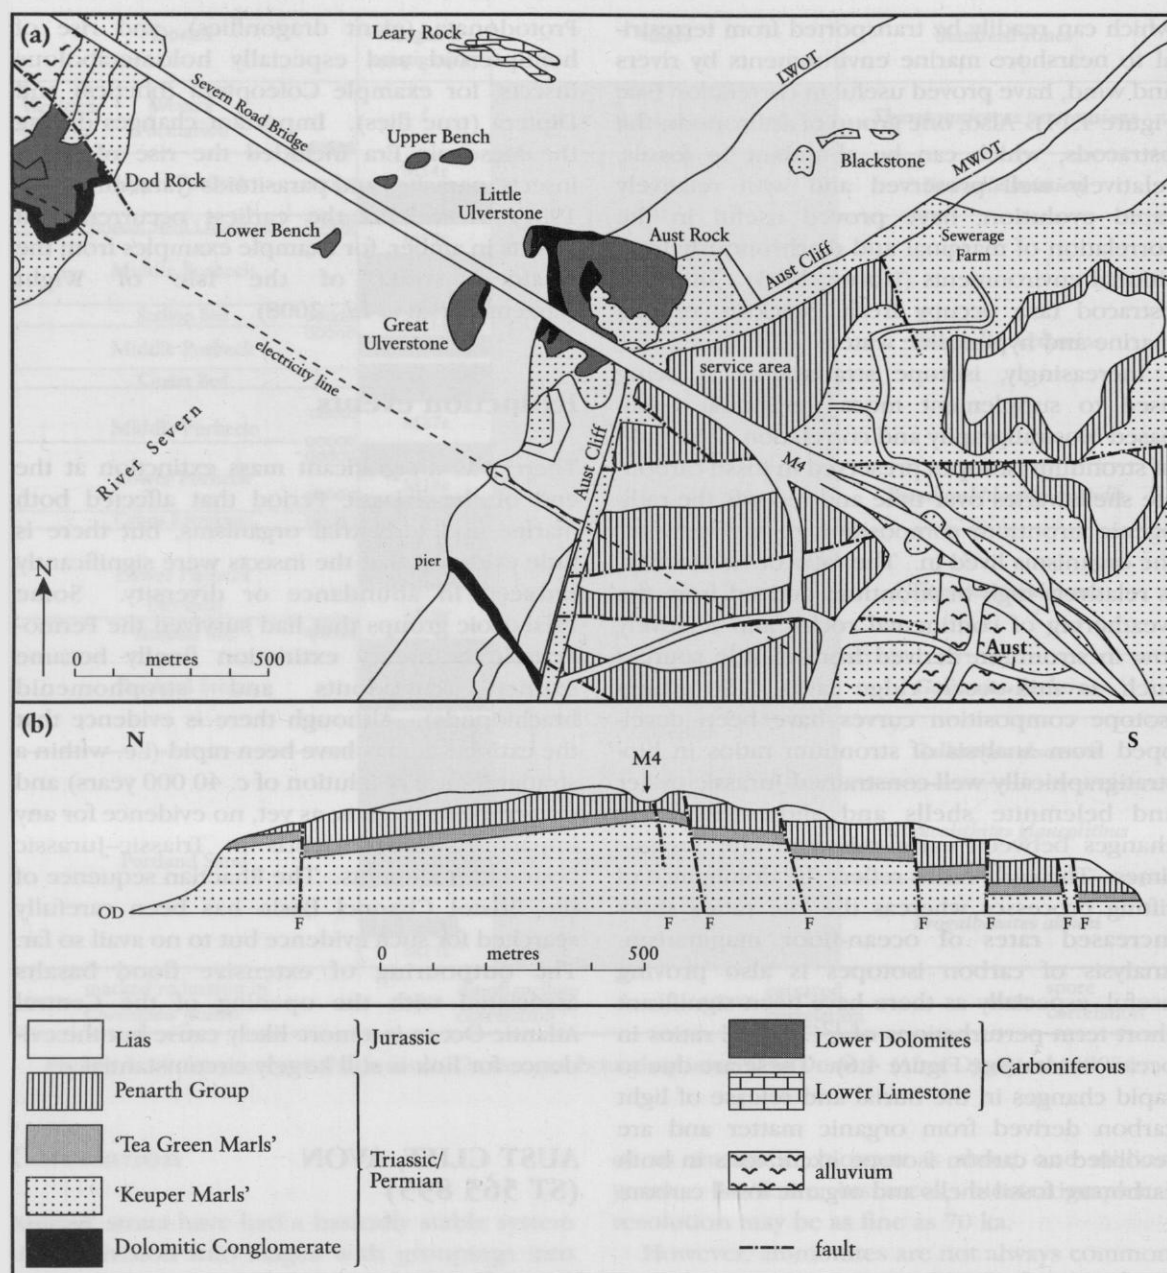 (a)
Leary Rock
Severn Road Bridge
LWOT
Upper Bench
Blackstone
MWOT
Dod Rock
Little
Ulverstone
Lower Bench
Aust Rock
Sewerage
Farm
Aust Cliff
Great
Ulverstone
electricity line
service area
River Severn
Aust Cliff
M4
pier
N
0 metres 500
Aust
(b)
N
S
M4
OD
F
F
F
F
F
F
F
0 metres 500
Lias
Jurassic
Penarth Group
'Tea Green Marls'
'Keuper Marls'
Dolomitic Conglomerate
Triassic/
Permian
Lower Dolomites
Lower Limestone
Carboniferous
alluvium
fault